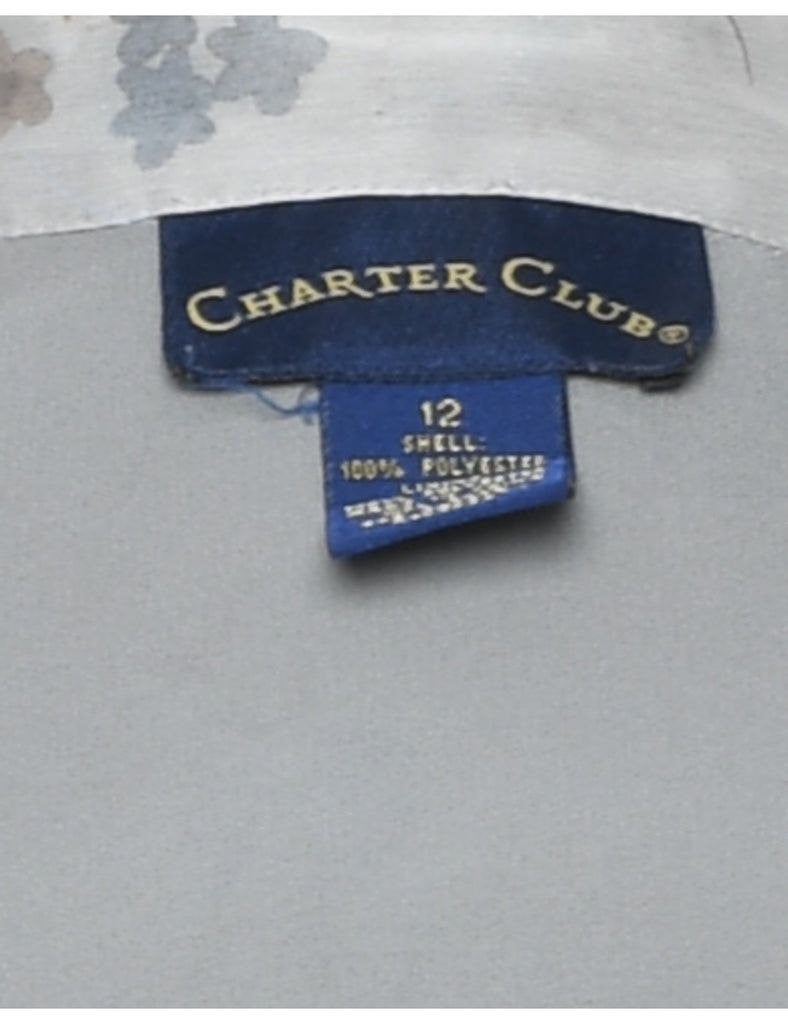 CHARTER CLUB®
12
SHELL:
100% POLYESTER